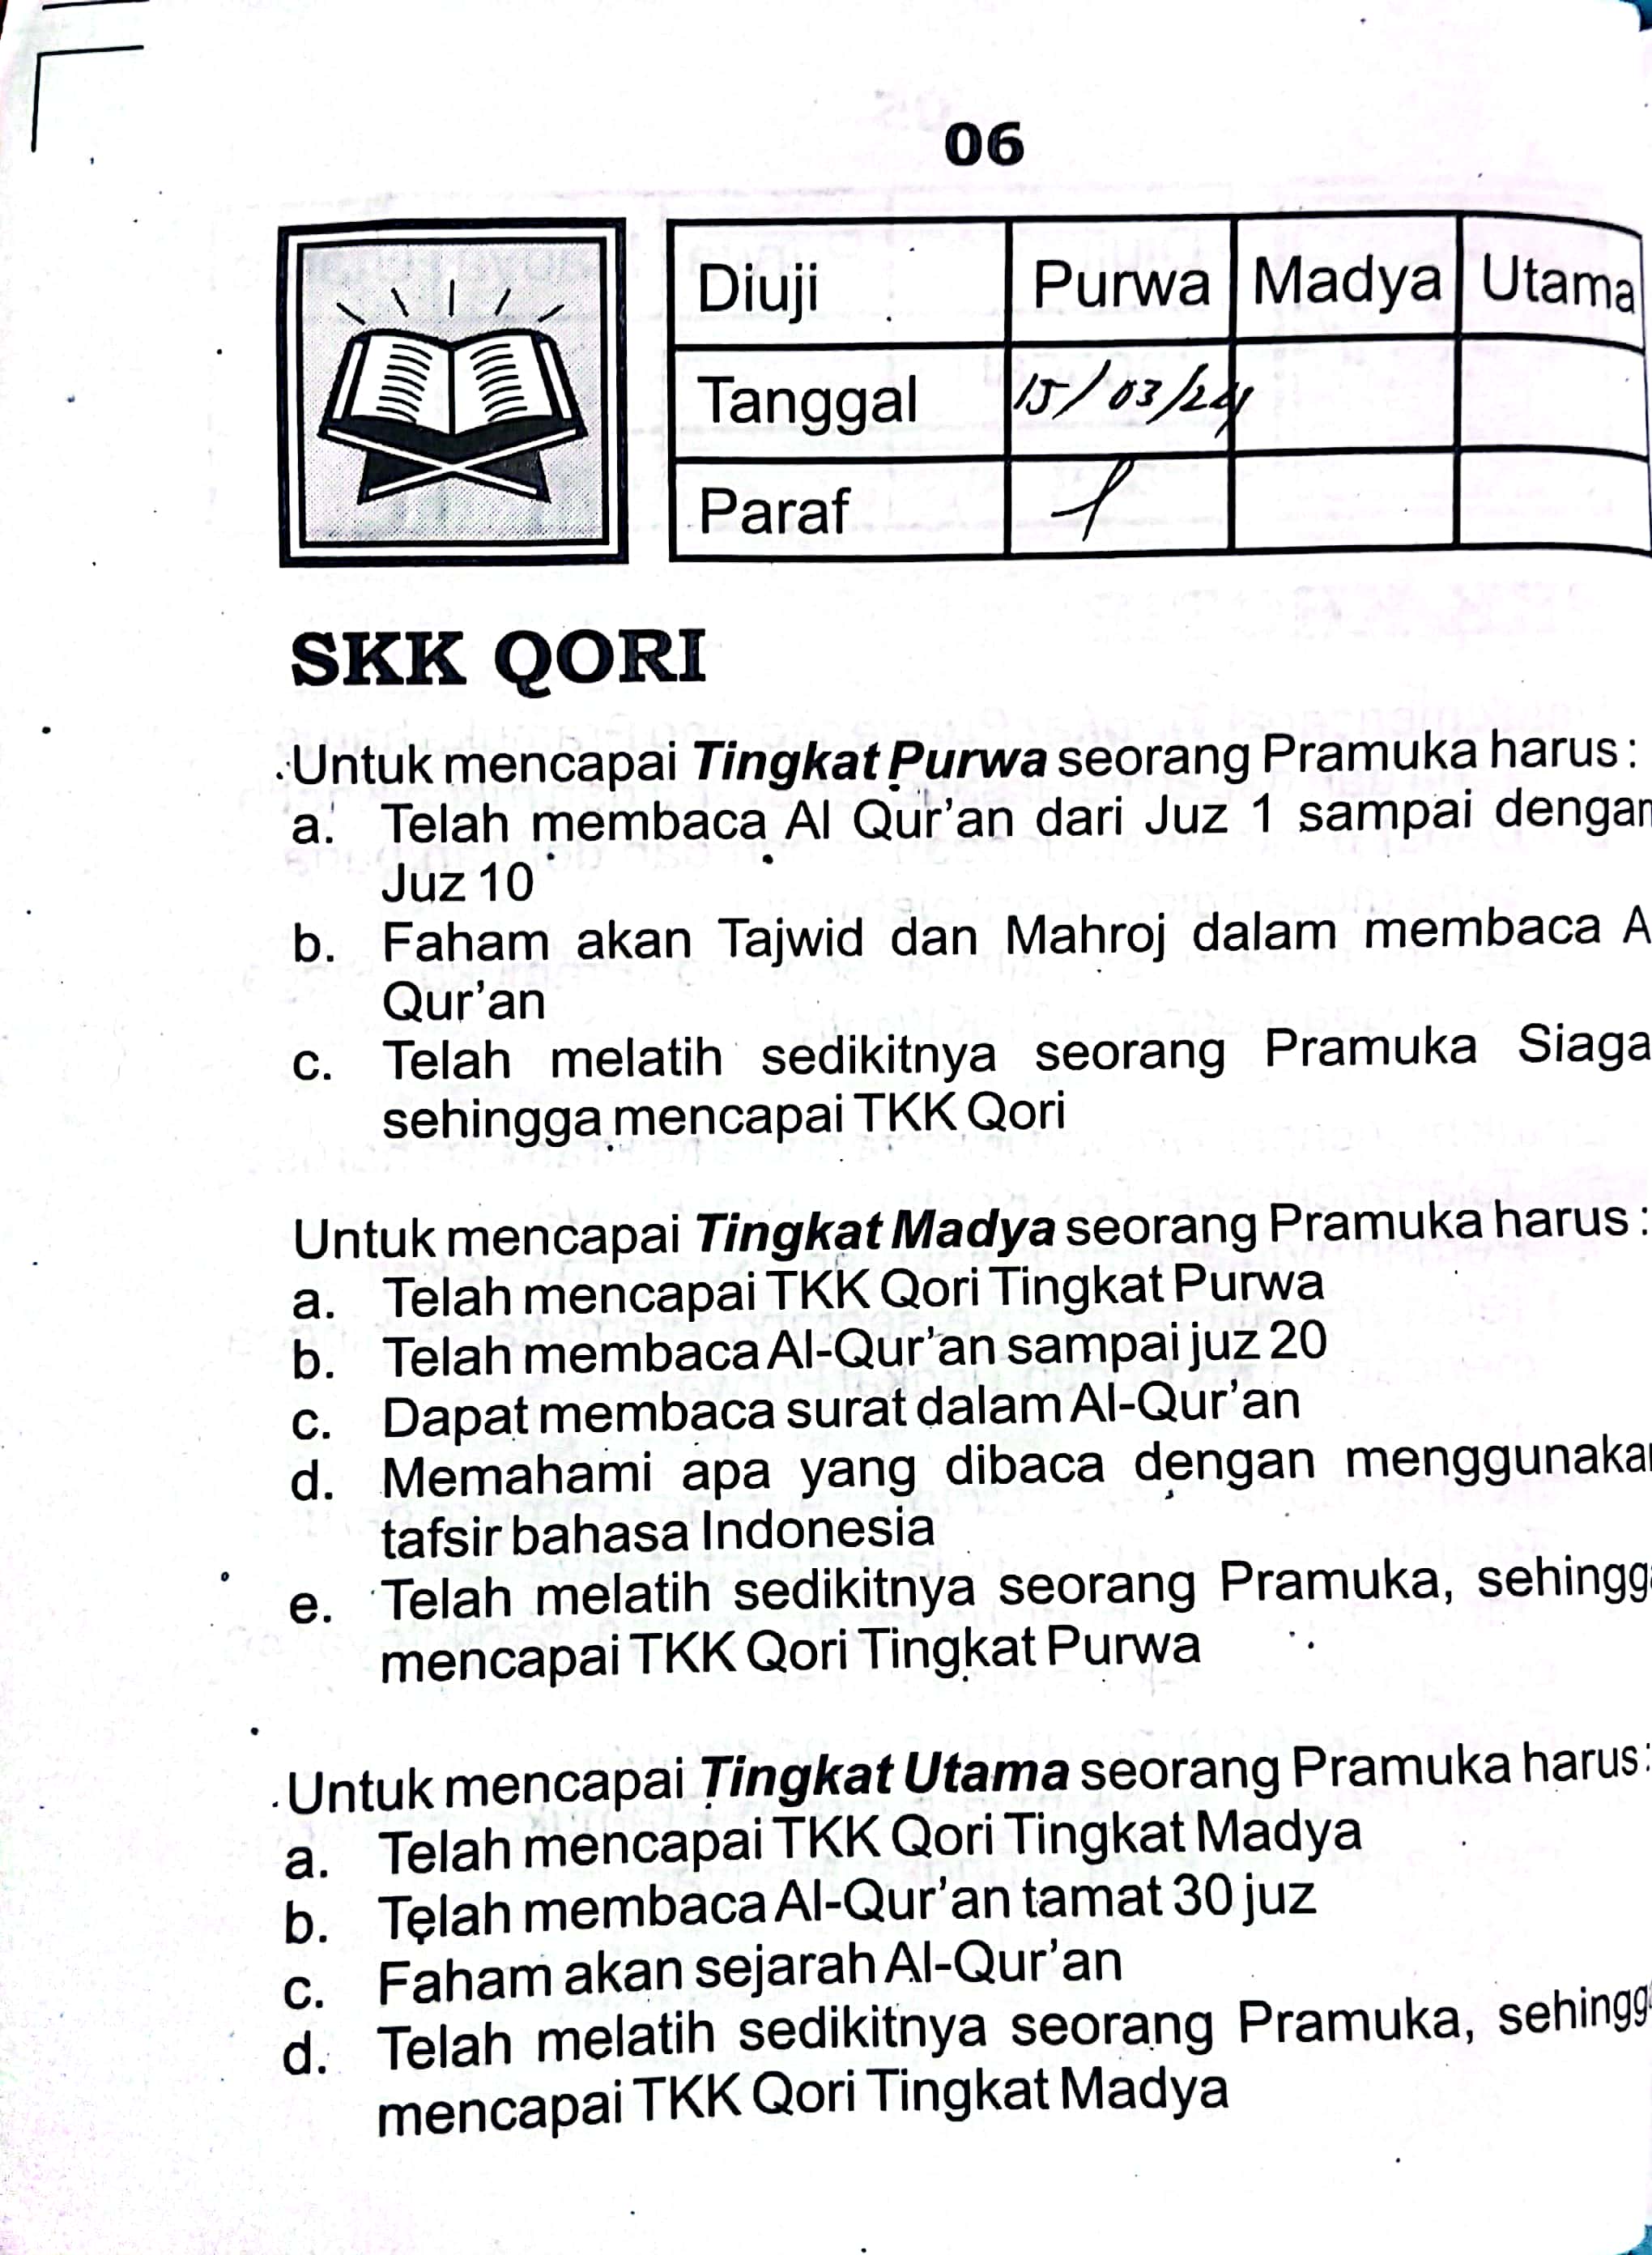 06
Diuji Purwa Madya Utama
Tanggal 15/03/24
Paraf
SKK QORI
Untuk mencapai Tingkat Purwa seorang Pramuka harus :
a. Telah membaca Al Qur'an dari Juz 1 sampai dengan
Juz 10
b. Faham akan Tajwid dan Mahroj dalam membaca A
Qur'an
c. Telah melatih sedikitnya seorang Pramuka Siaga
sehingga mencapai TKK Qori
Untuk mencapai Tingkat Madya seorang Pramuka harus :
a. Telah mencapai TKK Qori Tingkat Purwa
b. Telah membaca Al-Qur'an sampai juz 20
c. Dapat membaca surat dalam Al-Qur'an
d. Memahami apa yang dibaca dengan menggunaka
tafsir bahasa Indonesia
e. Telah melatih sedikitnya seorang Pramuka, sehingg
mencapai TKK Qori Tingkat Purwa
Untuk mencapai Tingkat Utama seorang Pramuka harus:
a. Telah mencapai TKK Qori Tingkat Madya
b. Telah membaca Al-Qur'an tamat 30 juz
c. Faham akan sejarah Al-Qur'an
d. Telah melatih sedikitnya seorang Pramuka, sehingg
mencapai TKK Qori Tingkat Madya